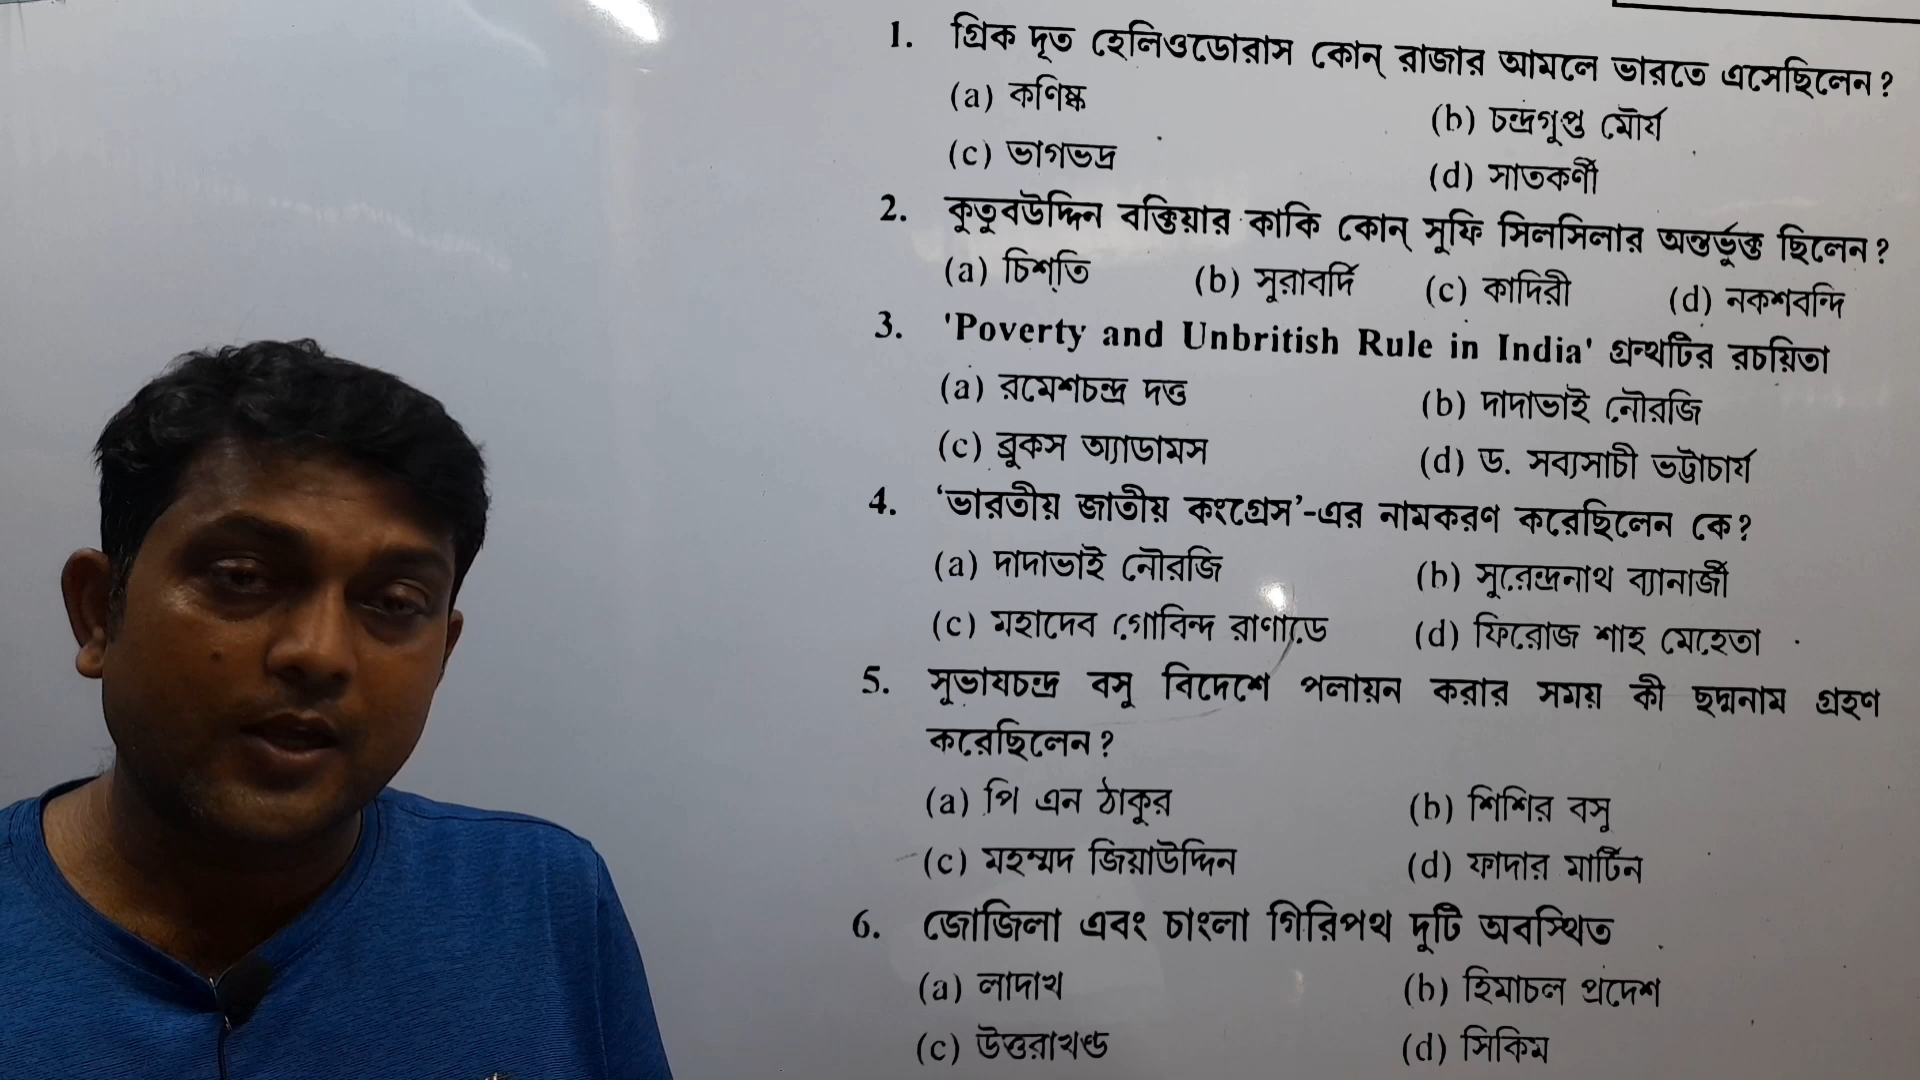 1. গ্রিক দূত হেলিওডোরাস কোন্ রাজার আমলে ভারতে এসেছিলেন?
(a) কণিষ্ক (b) চন্দ্রগুপ্ত মৌর্য
(c) ভাগভদ্র (d) সাতকর্ণী
2. কুতুবউদ্দিন বক্তিয়ার কাকি কোন্ সুফি সিলসিলার অন্তর্ভুক্ত ছিলেন?
(a) চিশ্‌তি (b) সুরাবর্দি (c) কাদিরী (d) নকশবন্দি
3. 'Poverty and Unbritish Rule in India' গ্রন্থটির রচয়িতা
(a) রমেশচন্দ্র দত্ত (b) দাদাভাই নৌরজি
(c) ব্রুকস অ্যাডামস (d) ড. সব্যসাচী ভট্টাচার্য
4. ‘ভারতীয় জাতীয় কংগ্রেস’-এর নামকরণ করেছিলেন কে?
(a) দাদাভাই নৌরজি (b) সুরেন্দ্রনাথ ব্যানার্জী
(c) মহাদেব গোবিন্দ রাণাডে (d) ফিরোজ শাহ মেহেতা
5. সুভাষচন্দ্র বসু বিদেশে পলায়ন করার সময় কী ছদ্মনাম গ্রহণ
করেছিলেন?
(a) পি এন ঠাকুর (b) শিশির বসু
(c) মহম্মদ জিয়াউদ্দিন (d) ফাদার মার্টিন
6. জোজিলা এবং চাংলা গিরিপথ দুটি অবস্থিত
(a) লাদাখ (b) হিমাচল প্রদেশ
(c) উত্তরাখণ্ড (d) সিকিম